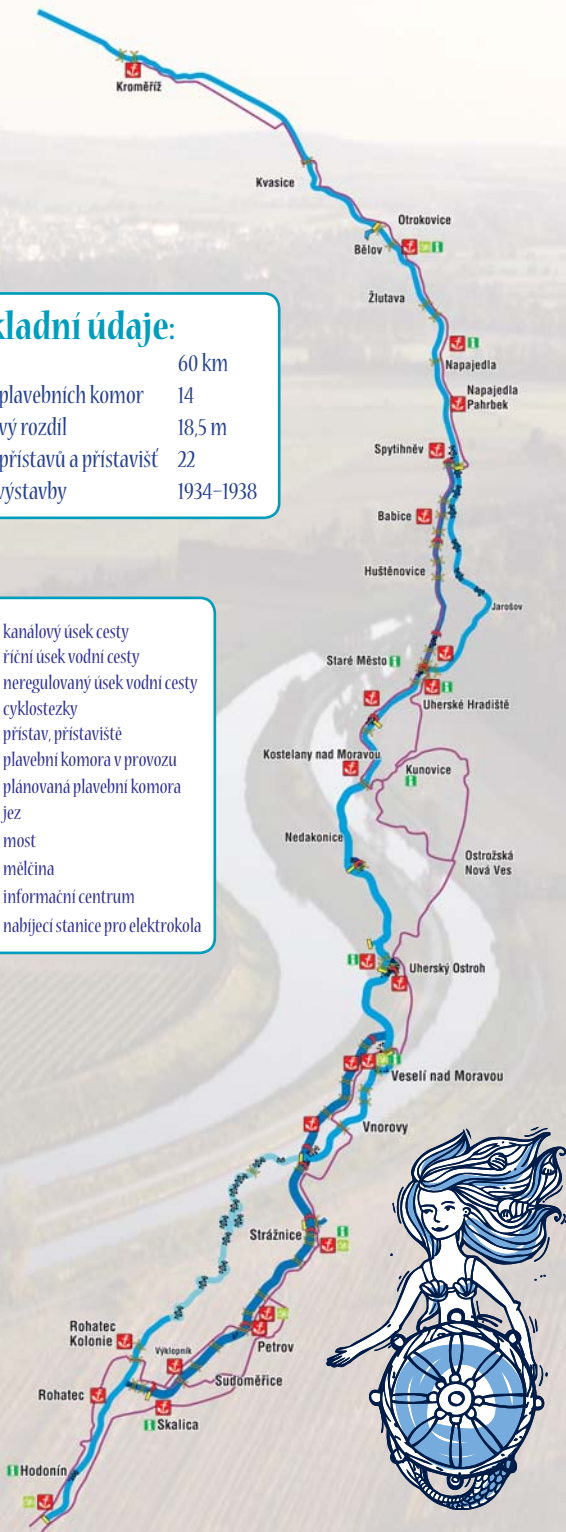 Kroměříž
Kvasice
Otrokovice
Bělov
Žlutava
kladní údaje:
60 km
plavebních komor 14
vý rozdíl 18,5 m
přístavů a přístavišť 22
výstavby 1934–1938
Napajedla
Napajedla
Pahrbek
Spytihněv
Babice
Huštěnovice
Jarošov
kanálový úsek cesty
říční úsek vodní cesty
neregulovaný úsek vodní cesty
cyklostezky
přístav, přístaviště
plavební komora v provozu
plánovaná plavební komora
jez
most
mělčina
informační centrum
nabíjecí stanice pro elektrokola
Staré Město
Uherské Hradiště
Kostelany nad Moravou
Kunovice
Nedakonice
Ostrožská
Nová Ves
Uherský Ostroh
Veselí nad Moravou
Vnorovy
Strážnice
Rohatec
Kolonie
Výklopník
Petrov
Sudoměřice
Rohatec
Skalica
Hodonín